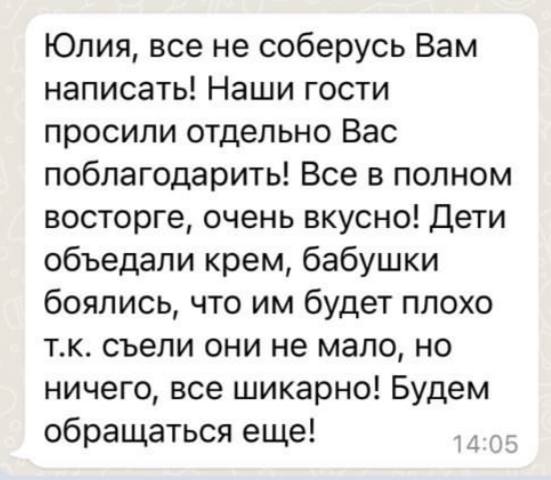 Юлия, все не соберусь Вам
написать! Наши гости
просили отдельно Вас
поблагодарить! Все в полном
восторге, очень вкусно! Дети
объедали крем, бабушки
боялись, что им будет плохо
т.к. съели они не мало, но
ничего, все шикарно! Будем
обращаться еще!
14:05